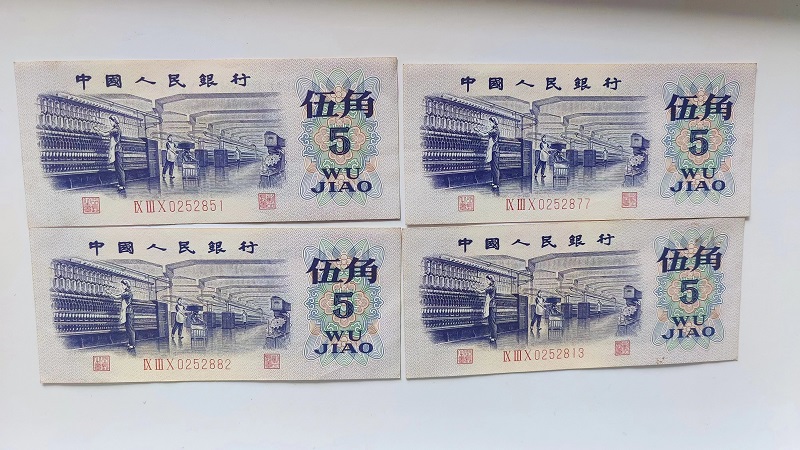 中國人民銀行
伍角
5
WU
JIAO
IX III X 0252851
中國人民銀行
伍角
5
WU
JIAO
IX III X 0252877
中國人民銀行
伍角
5
WU
JIAO
IX III X 0252882
中國人民銀行
伍角
5
WU
JIAO
IX III X 0252813